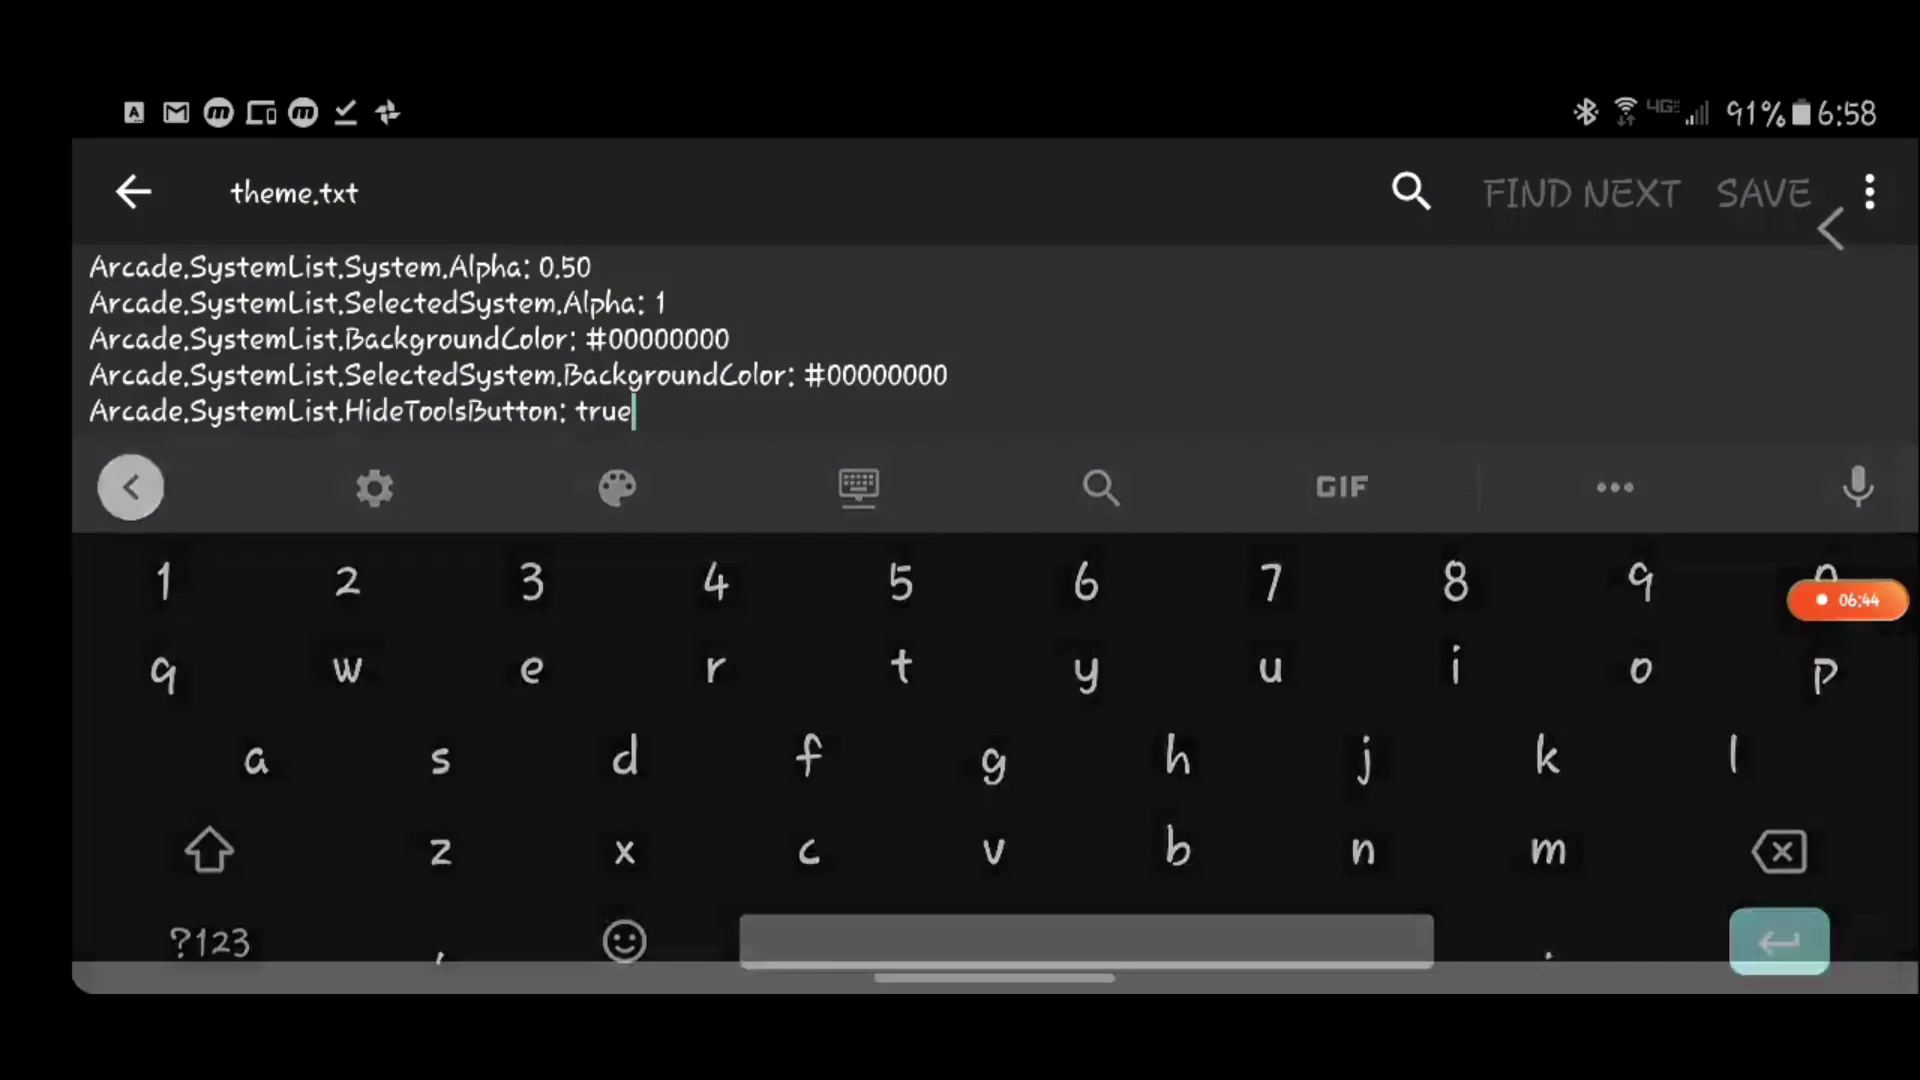 4GE 91% 6:58
theme.txt FIND NEXT SAVE
Arcade.SystemList.System.Alpha: 0.50
Arcade.SystemList.SelectedSystem.Alpha: 1
Arcade.SystemList.BackgroundColor: #00000000
Arcade.SystemList.SelectedSystem.BackgroundColor: #00000000
Arcade.SystemList.HideToolsButton: true
GIF
1 2 3 4 5 6 7 8 9
06:44
q w e r t y u i o p
a s d f g h j k l
z x c v b n m
?123 , .